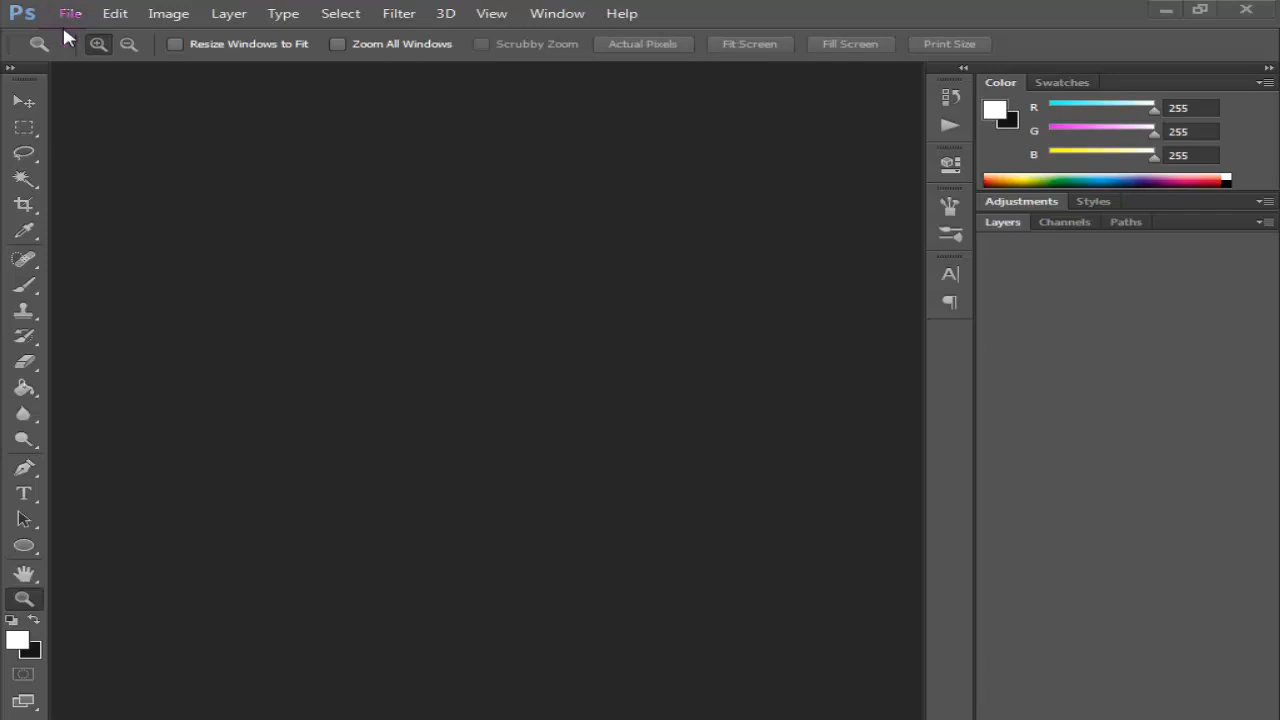 Ps File Edit Image Layer Type Select Filter 3D View Window Help
Resize Windows to Fit Zoom All Windows Scrubby Zoom Actual Pixels Fit Screen Fill Screen Print Size
Color Swatches
R 255
G 255
B 255
Adjustments Styles
Layers Channels Paths